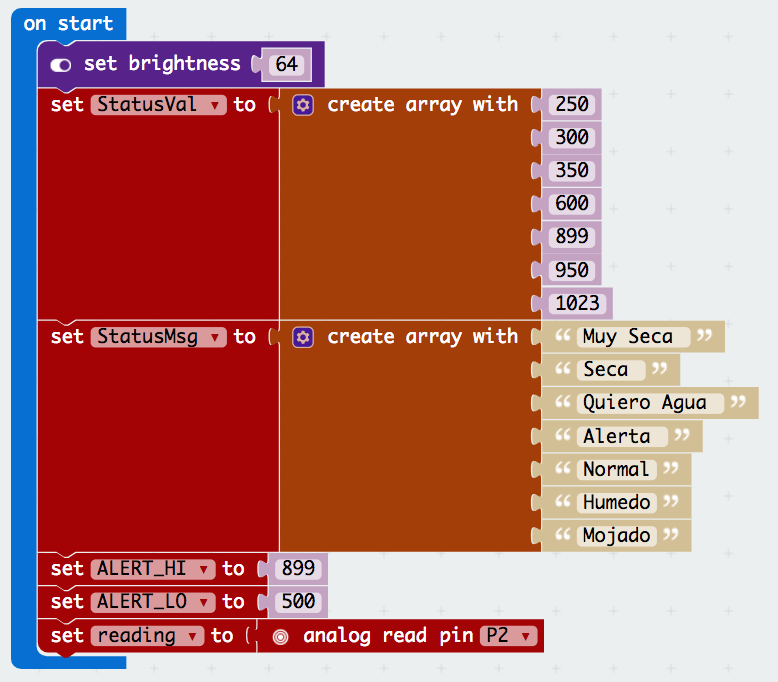 on start
set brightness 64
set StatusVal ▼ to create array with 250
300
350
600
899
950
1023
set StatusMsg ▼ to create array with “ Muy Seca ”
“ Seca ”
“ Quiero Agua ”
“ Alerta ”
“ Normal ”
“ Humedo ”
“ Mojado ”
set ALERT_HI ▼ to 899
set ALERT_LO ▼ to 500
set reading ▼ to analog read pin P2 ▼